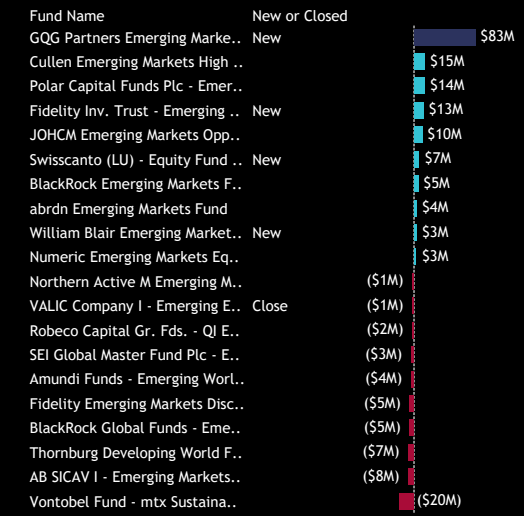 Fund Name New or Closed
GQG Partners Emerging Marke.. New $83M
Cullen Emerging Markets High .. $15M
Polar Capital Funds Plc - Emer.. $14M
Fidelity Inv. Trust - Emerging .. New $13M
JOHCM Emerging Markets Opp.. $10M
Swisscanto (LU) - Equity Fund .. New $7M
BlackRock Emerging Markets F.. $5M
abrdn Emerging Markets Fund $4M
William Blair Emerging Market.. New $3M
Numeric Emerging Markets Eq.. $3M
Northern Active M Emerging M.. ($1M)
VALIC Company I - Emerging E.. Close ($1M)
Robeco Capital Gr. Fds. - QI E.. ($2M)
SEI Global Master Fund Plc - E.. ($3M)
Amundi Funds - Emerging Worl.. ($4M)
Fidelity Emerging Markets Disc.. ($5M)
BlackRock Global Funds - Eme.. ($5M)
Thornburg Developing World F.. ($7M)
AB SICAV I - Emerging Markets.. ($8M)
Vontobel Fund - mtx Sustaina.. ($20M)